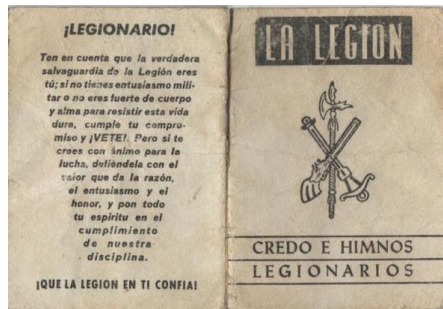 ¡LEGIONARIO!
Ten en cuenta que la verdadera
salvaguardia de la Legión eres
tú; si no tienes entusiasmo mili-
tar o no eres fuerte de cuerpo
y alma para resistir esta vida
dura, cumple tu compro-
miso y ¡VETE!. Pero si te
crees con ánimo para la
lucha, defiéndela con el
valor que da la razón,
el entusiasmo y el
honor, y pon todo
tu espíritu en el
cumplimiento
de nuestra
disciplina.
¡QUE LA LEGION EN TI CONFIA!
LA LEGION
CREDO E HIMNOS
LEGIONARIOS